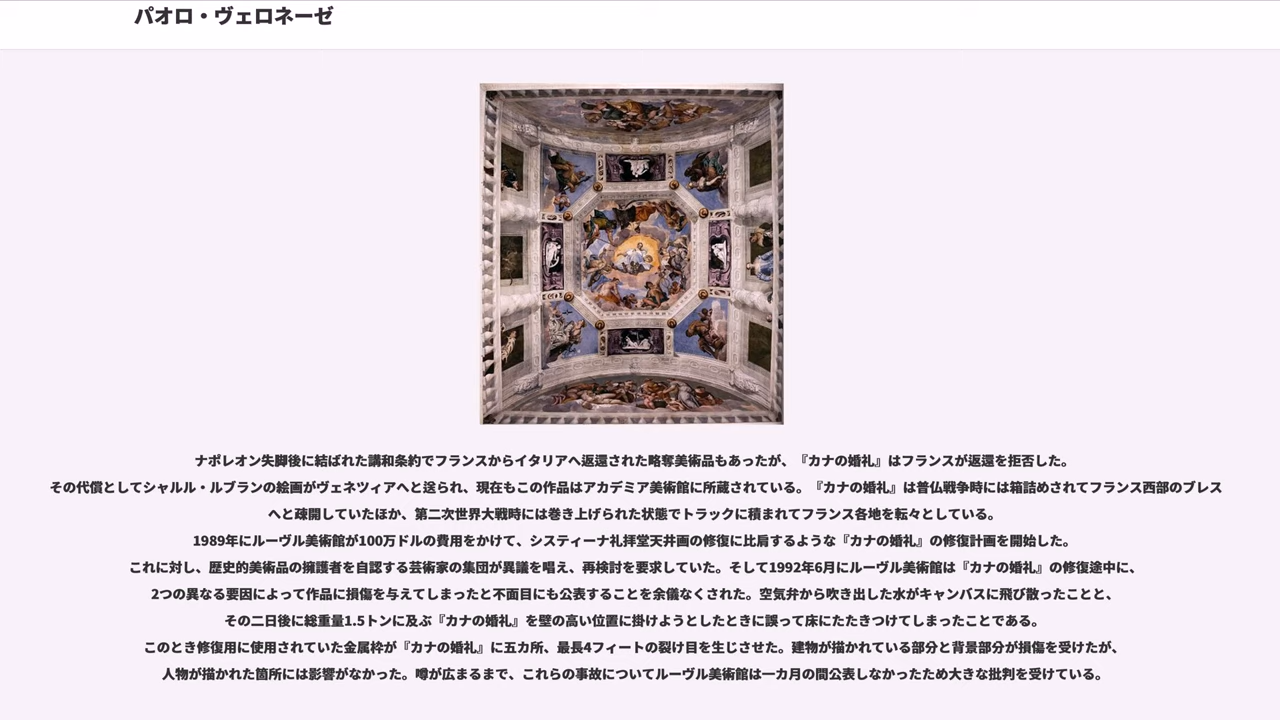 パオロ・ヴェロネーゼ
ナポレオン失脚後に結ばれた講和条約でフランスからイタリアへ返還された略奪美術品もあったが、『カナの婚礼』はフランスが返還を拒否した。
その代償としてシャルル・ルブランの絵画がヴェネツィアへと送られ、現在もこの作品はアカデミア美術館に所蔵されている。『カナの婚礼』は普仏戦争時には箱詰めされてフランス西部のブレス
へと疎開していたほか、第二次世界大戦時には巻き上げられた状態でトラックに積まれてフランス各地を転々としている。
1989年にルーヴル美術館が100万ドルの費用をかけて、システィーナ礼拝堂天井画の修復に比肩するような『カナの婚礼』の修復計画を開始した。
これに対し、歴史的美術品の擁護者を自認する芸術家の集団が異議を唱え、再検討を要求していた。そして1992年6月にルーヴル美術館は『カナの婚礼』の修復途中に、
2つの異なる要因によって作品に損傷を与えてしまったと不面目にも公表することを余儀なくされた。空気弁から吹き出した水がキャンバスに飛び散ったことと、
その二日後に総重量1.5トンに及ぶ『カナの婚礼』を壁の高い位置に掛けようとしたときに誤って床にたたきつけてしまったことである。
このとき修復用に使用されていた金属枠が『カナの婚礼』に五カ所、最長4フィートの裂け目を生じさせた。建物が描かれている部分と背景部分が損傷を受けたが、
人物が描かれた箇所には影響がなかった。噂が広まるまで、これらの事故についてルーヴル美術館は一カ月の間公表しなかったため大きな批判を受けている。